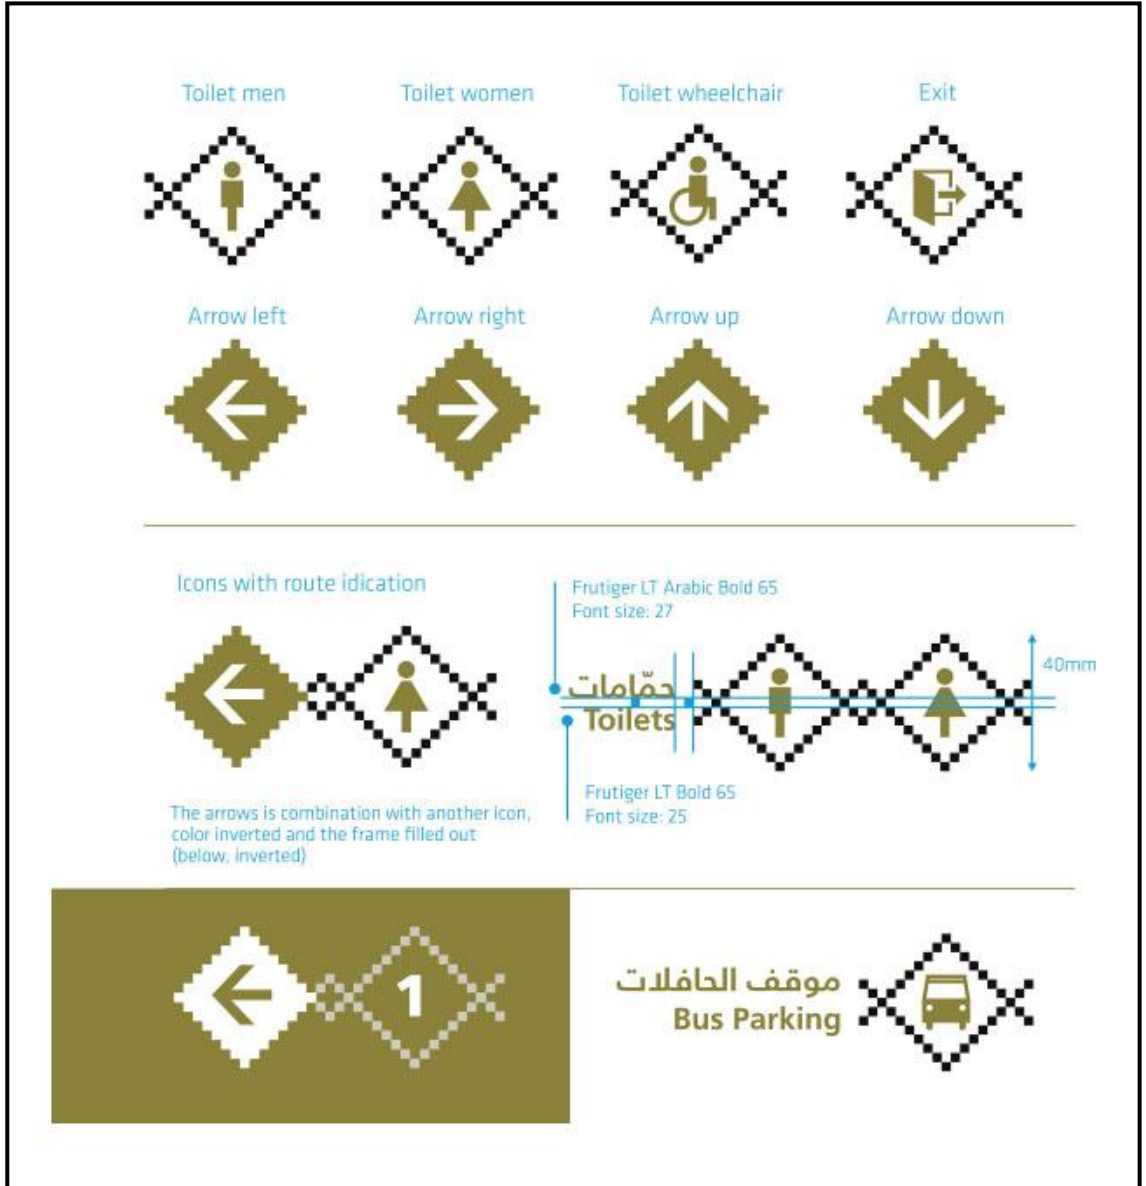 Toilet men
Toilet women
Toilet wheelchair
Exit
Arrow left
Arrow right
Arrow up
Arrow down
Icons with route idication
Frutiger LT Arabic Bold 65
Font size: 27
40mm
حمّامات
Toilets
Frutiger LT Bold 65
Font size: 25
The arrows is combination with another icon,
color inverted and the frame filled out
(below, inverted)
1
موقف الحافلات
Bus Parking